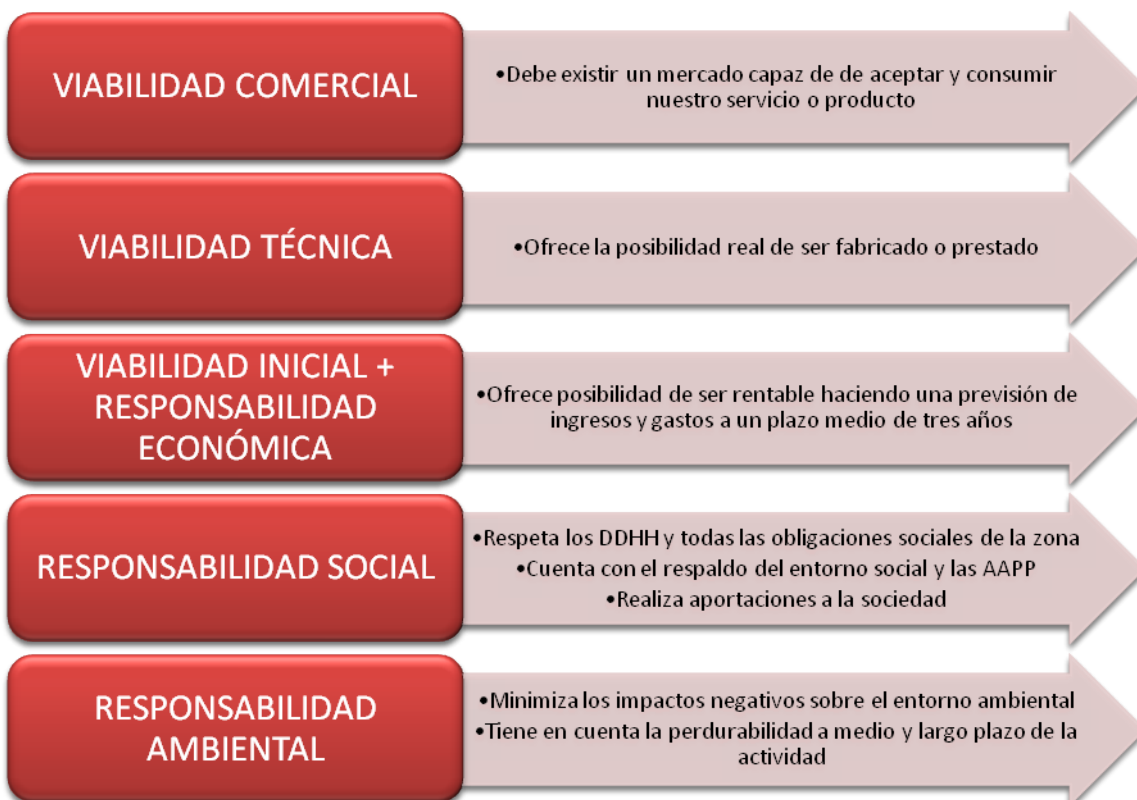 VIABILIDAD COMERCIAL
•Debe existir un mercado capaz de de aceptar y consumir
nuestro servicio o producto
VIABILIDAD TÉCNICA
•Ofrece la posibilidad real de ser fabricado o prestado
VIABILIDAD INICIAL +
RESPONSABILIDAD
ECONÓMICA
•Ofrece posibilidad de ser rentable haciendo una previsión de
ingresos y gastos a un plazo medio de tres años
RESPONSABILIDAD SOCIAL
•Respeta los DDHH y todas las obligaciones sociales de la zona
•Cuenta con el respaldo del entorno social y las AAPP
•Realiza aportaciones a la sociedad
RESPONSABILIDAD
AMBIENTAL
•Minimiza los impactos negativos sobre el entorno ambiental
•Tiene en cuenta la perdurabilidad a medio y largo plazo de la
actividad